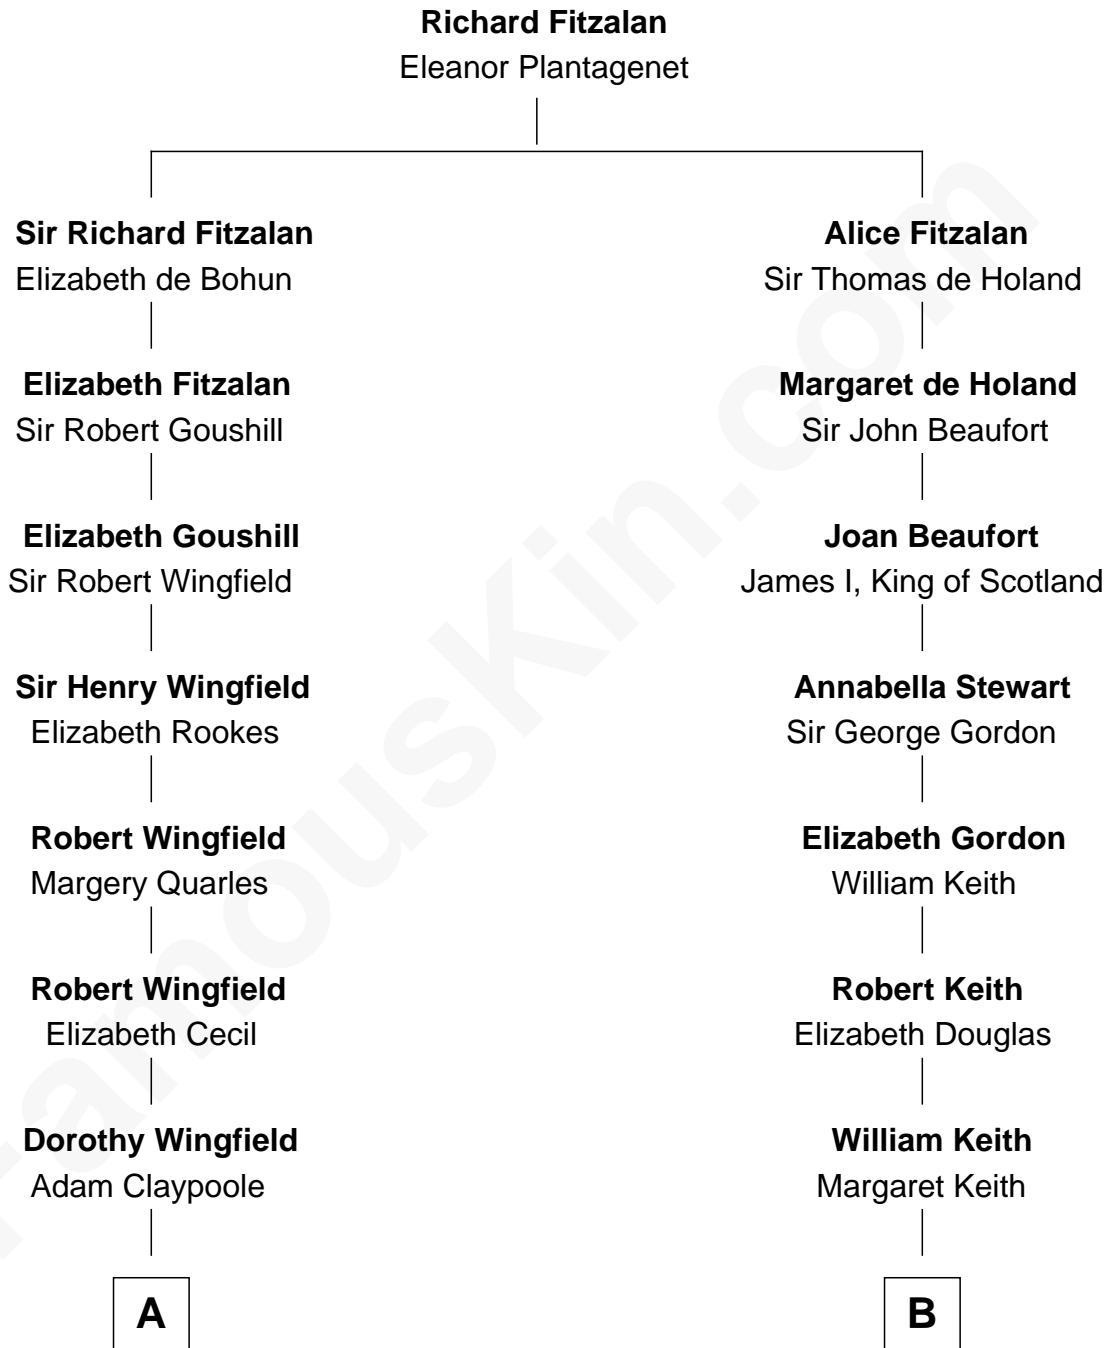 Richard Fitzalan
Eleanor Plantagenet
Sir Richard Fitzalan
Elizabeth de Bohun
Elizabeth Fitzalan
Sir Robert Goushill
Elizabeth Goushill
Sir Robert Wingfield
Sir Henry Wingfield
Elizabeth Rookes
Robert Wingfield
Margery Quarles
Robert Wingfield
Elizabeth Cecil
Dorothy Wingfield
Adam Claypoole
A
Alice Fitzalan
Sir Thomas de Holand
Margaret de Holand
Sir John Beaufort
Joan Beaufort
James I, King of Scotland
Annabella Stewart
Sir George Gordon
Elizabeth Gordon
William Keith
Robert Keith
Elizabeth Douglas
William Keith
Margaret Keith
B
FamousKin.com